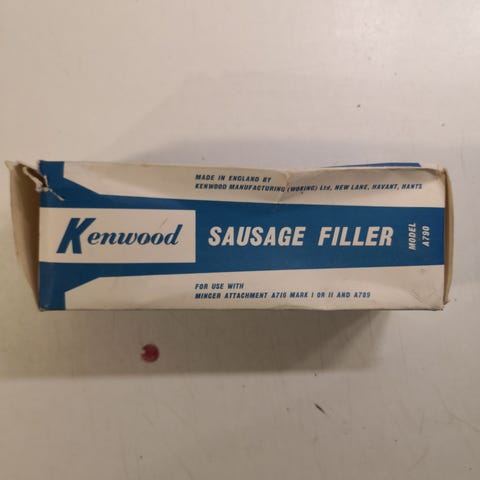 MADE IN ENGLAND BY
KENWOOD MANUFACTURING (WOKING) Ltd, NEW LANE, HAVANT, HANTS
Kenwood
SAUSAGE FILLER
MODEL
A790
FOR USE WITH
MINCER ATTACHMENT A716 MARK I OR II AND A789